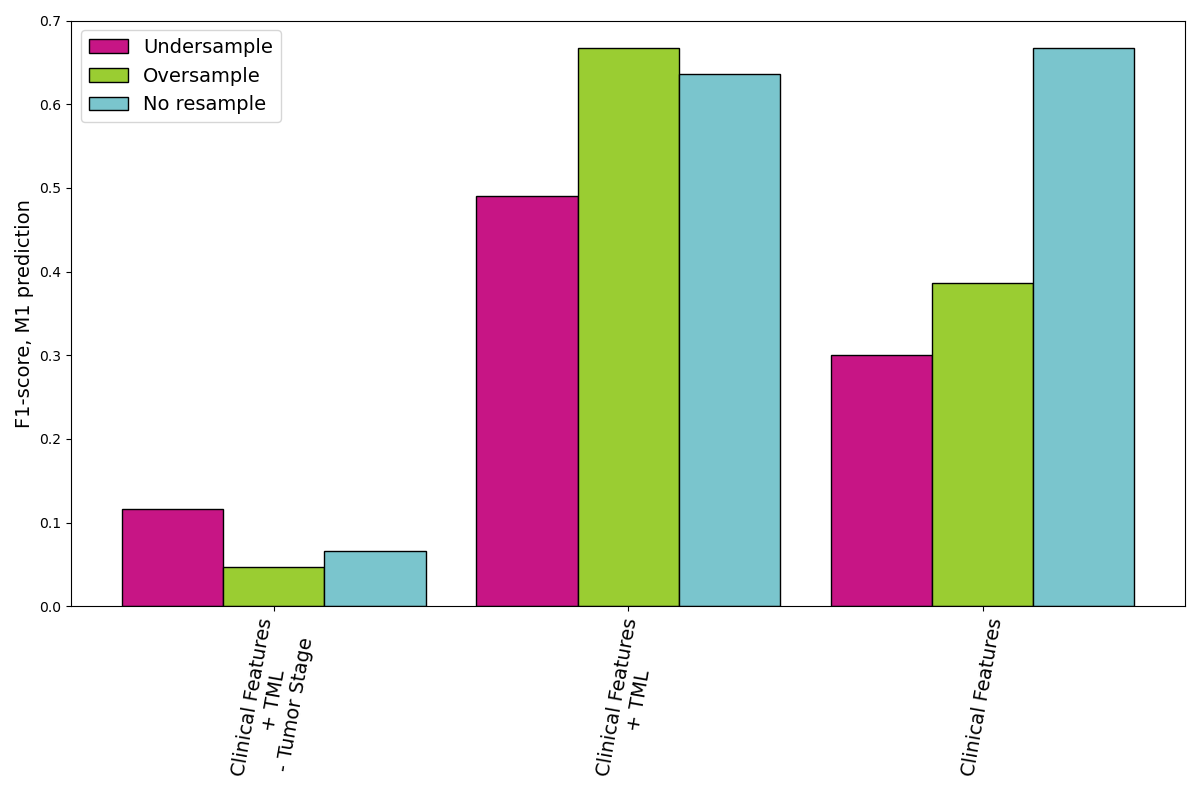 F1-score, M1 prediction
0.7
0.6
0.5
0.4
0.3
0.2
0.1
0.0
Undersample
Oversample
No resample
Clinical Features
+ TML
- Tumor Stage
Clinical Features
+ TML
Clinical Features